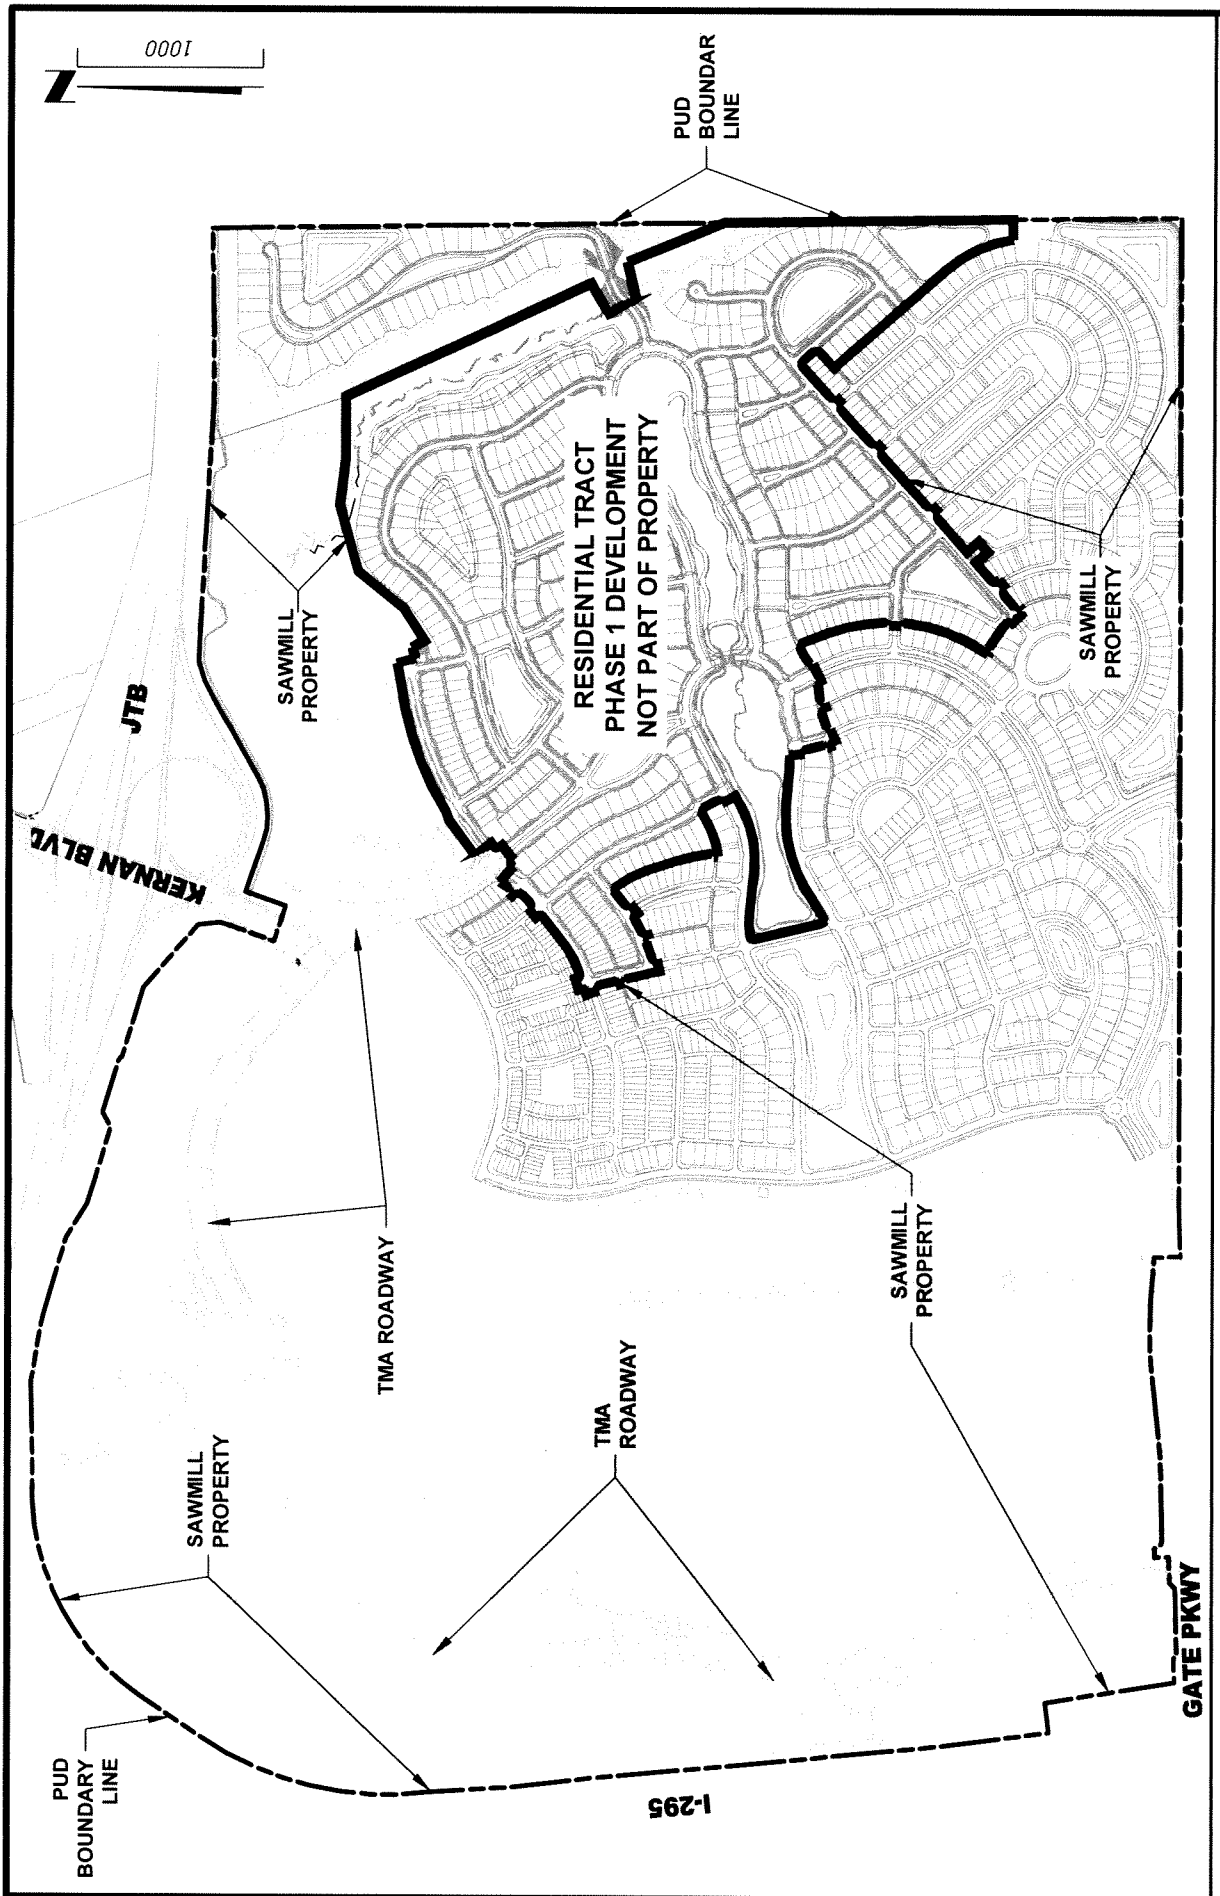 PUD
BOUNDARY
LINE
I-295
SAWMILL
PROPERTY
TMA ROADWAY
TMA
ROADWAY
SAWMILL
PROPERTY
GATE PKWY
KERNAN BLVD
JTB
SAWMILL
PROPERTY
RESIDENTIAL TRACT
PHASE 1 DEVELOPMENT
NOT PART OF PROPERTY
SAWMILL
PROPERTY
PUD
BOUNDAR
LINE
1000
N